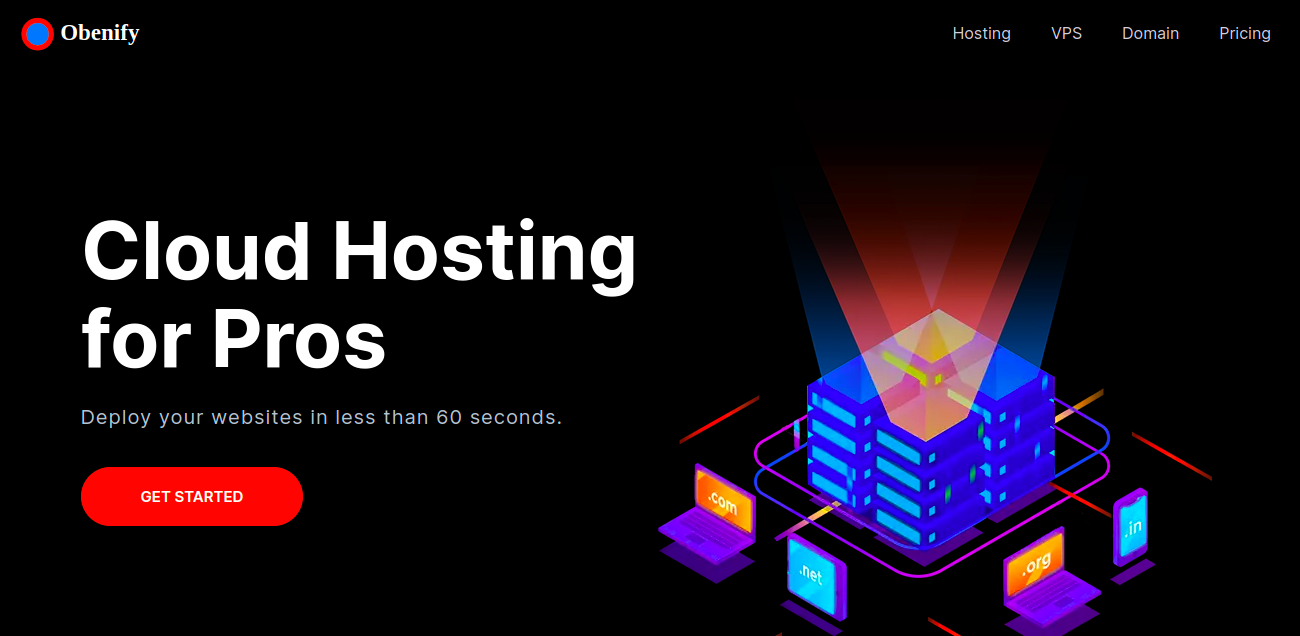 Obenify
Hosting
VPS
Domain
Pricing
Cloud Hosting
for Pros
Deploy your websites in less than 60 seconds.
GET STARTED
.com
.net
.org
.in